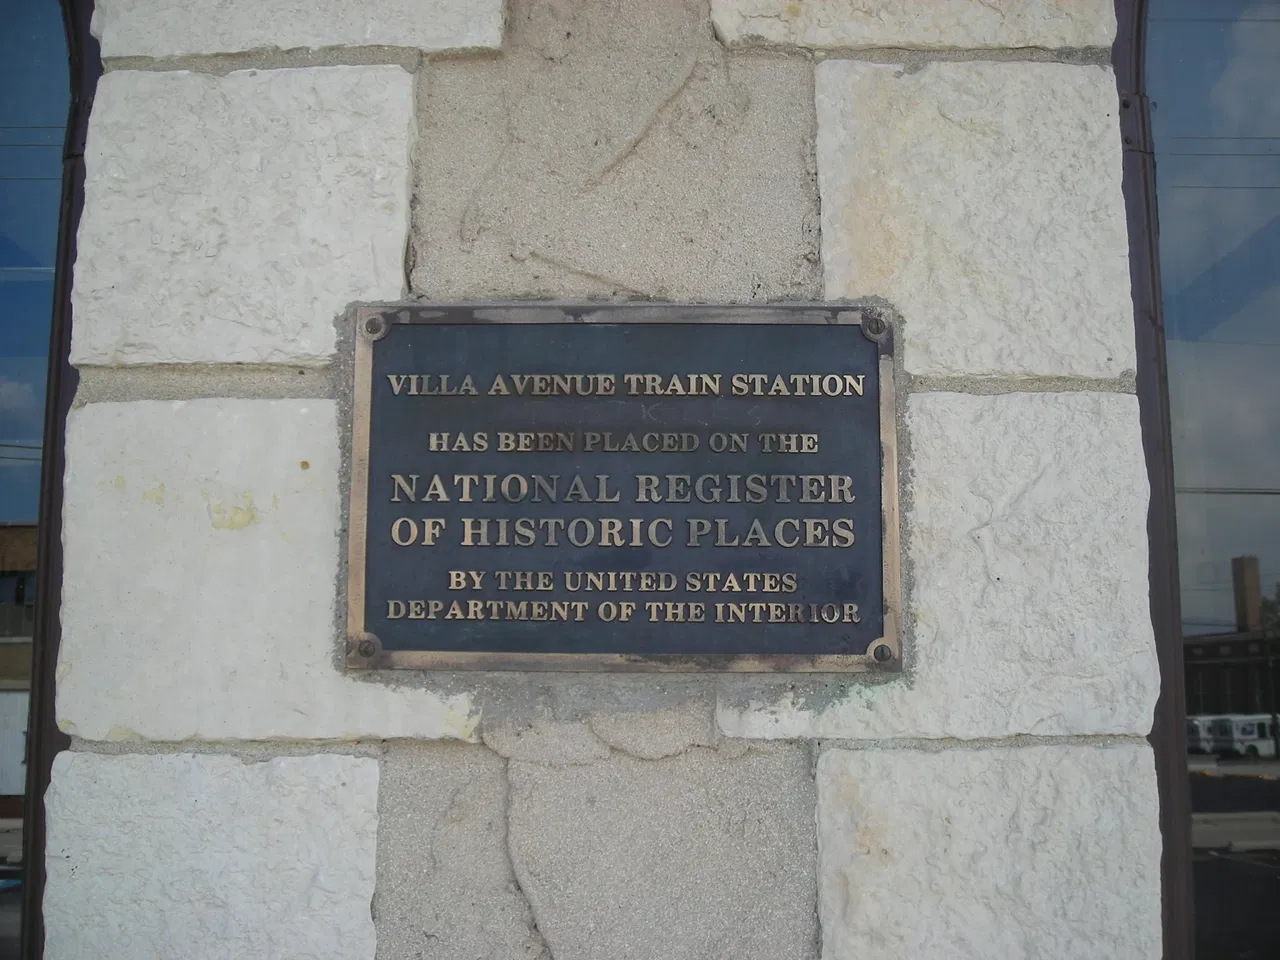 VILLA AVENUE TRAIN STATION
HAS BEEN PLACED ON THE
NATIONAL REGISTER
OF HISTORIC PLACES
BY THE UNITED STATES
DEPARTMENT OF THE INTERIOR